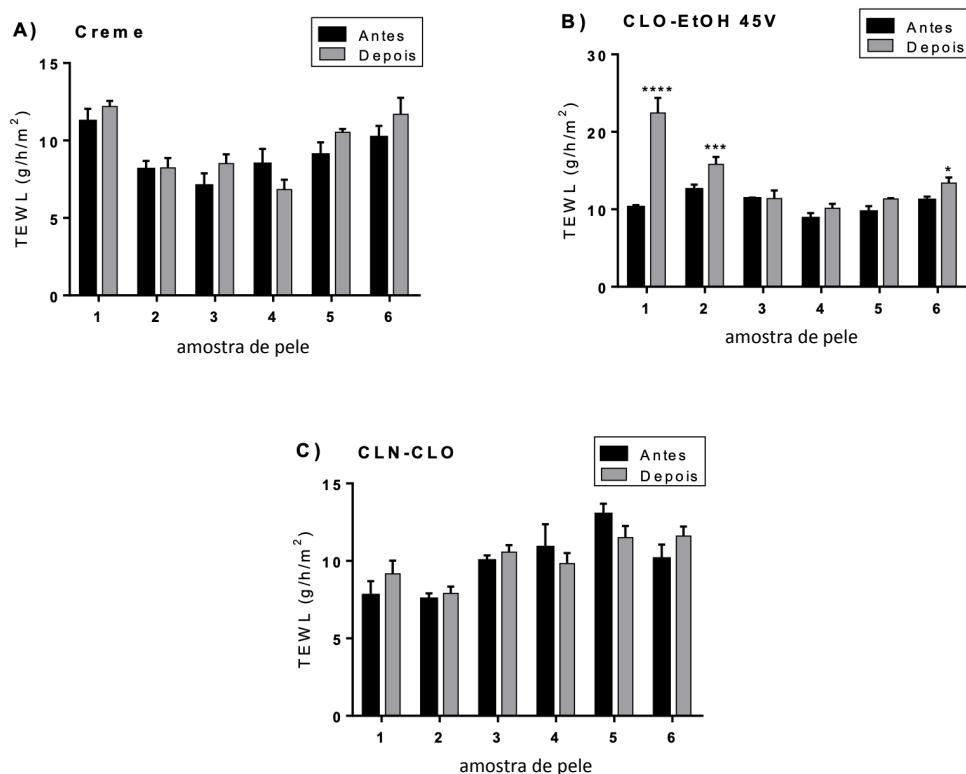 A) Creme
Antes
Depois
TEWL (g/h/m²)
15
10
5
0
1 2 3 4 5 6
amostra de pele
B) CLO-EtOH 45V
Antes
Depois
TEWL (g/h/m²)
30
20
10
0
****
***
*
1 2 3 4 5 6
amostra de pele
C) CLN-CLO
Antes
Depois
TEWL (g/h/m²)
15
10
5
0
1 2 3 4 5 6
amostra de pele